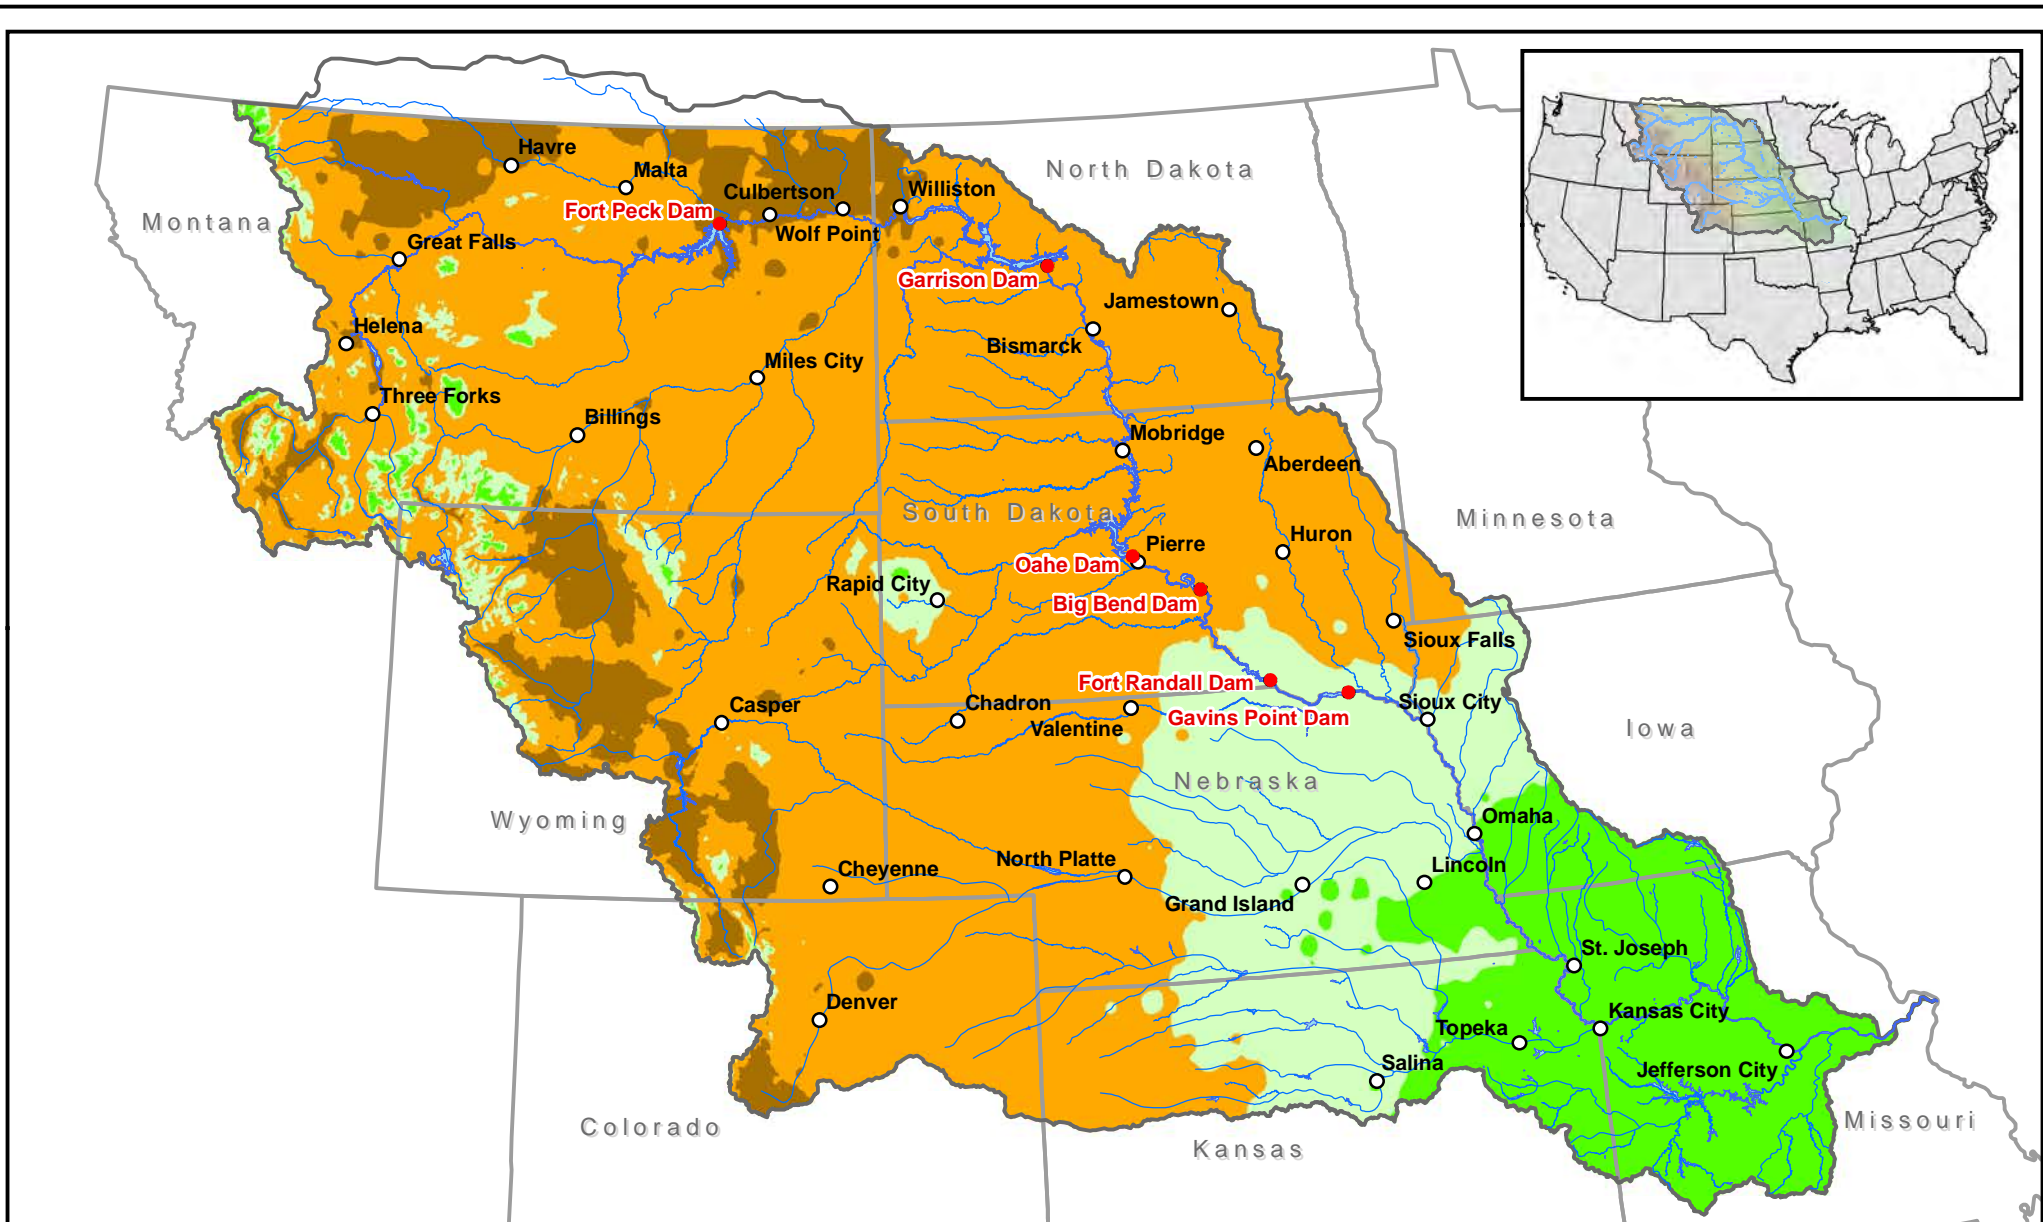 North Dakota
Havre
Malta
Culbertson
Williston
Montana
Fort Peck Dam
Wolf Point
Great Falls
Garrison Dam
Jamestown
Helena
Bismarck
Miles City
Three Forks
Billings
Mobridge
Aberdeen
South Dakota
Minnesota
Huron
Pierre
Oahe Dam
Rapid City
Big Bend Dam
Sioux Falls
Fort Randall Dam
Sioux City
Casper
Chadron
Gavins Point Dam
Valentine
Iowa
Nebraska
Wyoming
Omaha
North Platte
Lincoln
Cheyenne
Grand Island
St. Joseph
Denver
Kansas City
Topeka
Salina
Jefferson City
Colorado
Missouri
Kansas